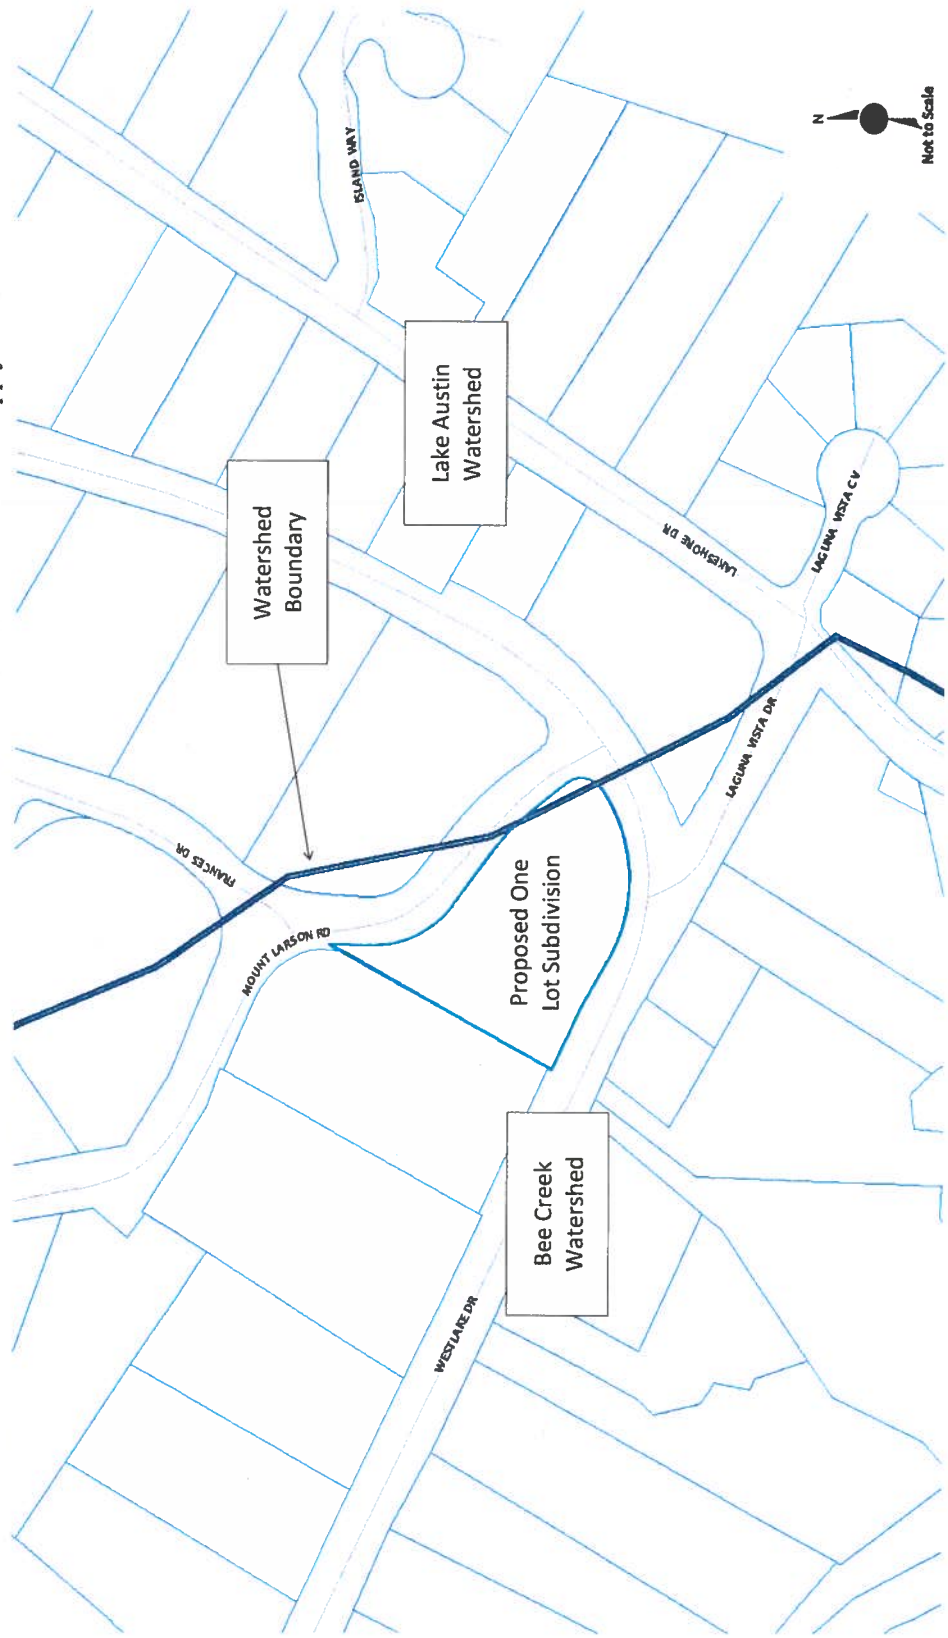 ISLAND WAY
N
Not to Scale
Lake Austin
Watershed
Watershed
Boundary
LAKESHORE DR
LAGUNA VISTA CV
LAGUNA VISTA DR
FRANCES DR
MOUNT LARSON RD
Proposed One
Lot Subdivision
Bee Creek
Watershed
WESTLAKE DR